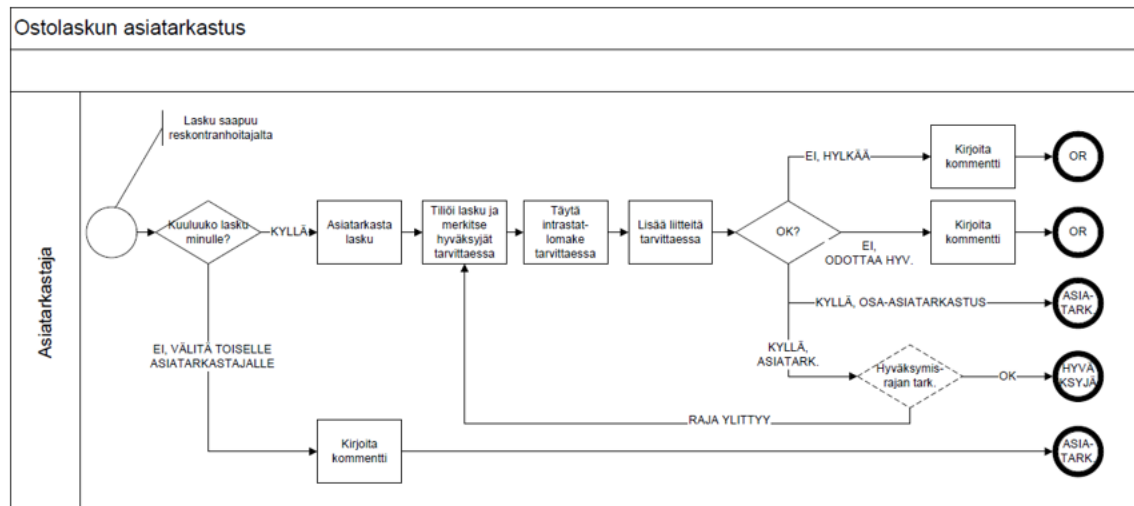 Ostolaskun asiatarkastus
Asiatarkastaja
Lasku saapuu
reskontranhoitajalta
Kuuluuko lasku
minulle?
KYLLÄ
Asiatarkasta
lasku
Tiliöi lasku ja
merkitse
hyväksyjät
tarvittaessa
Täytä
intrastat-
lomake
tarvittaessa
Lisää liitteitä
tarvittaessa
OK?
EI, HYLKÄÄ
Kirjoita
kommentti
OR
EI,
ODOTTAA HYV.
Kirjoita
kommentti
OR
KYLLÄ, OSA-ASIATARKASTUS
ASIA-
TARK.
KYLLÄ,
ASIATARK.
Hyväksymis-
rajan tark.
OK
HYVÄ
KSYJÄ
RAJA YLITTYY
EI, VÄLITÄ TOISELLE
ASIATARKASTAJALLE
Kirjoita
kommentti
ASIA-
TARK.